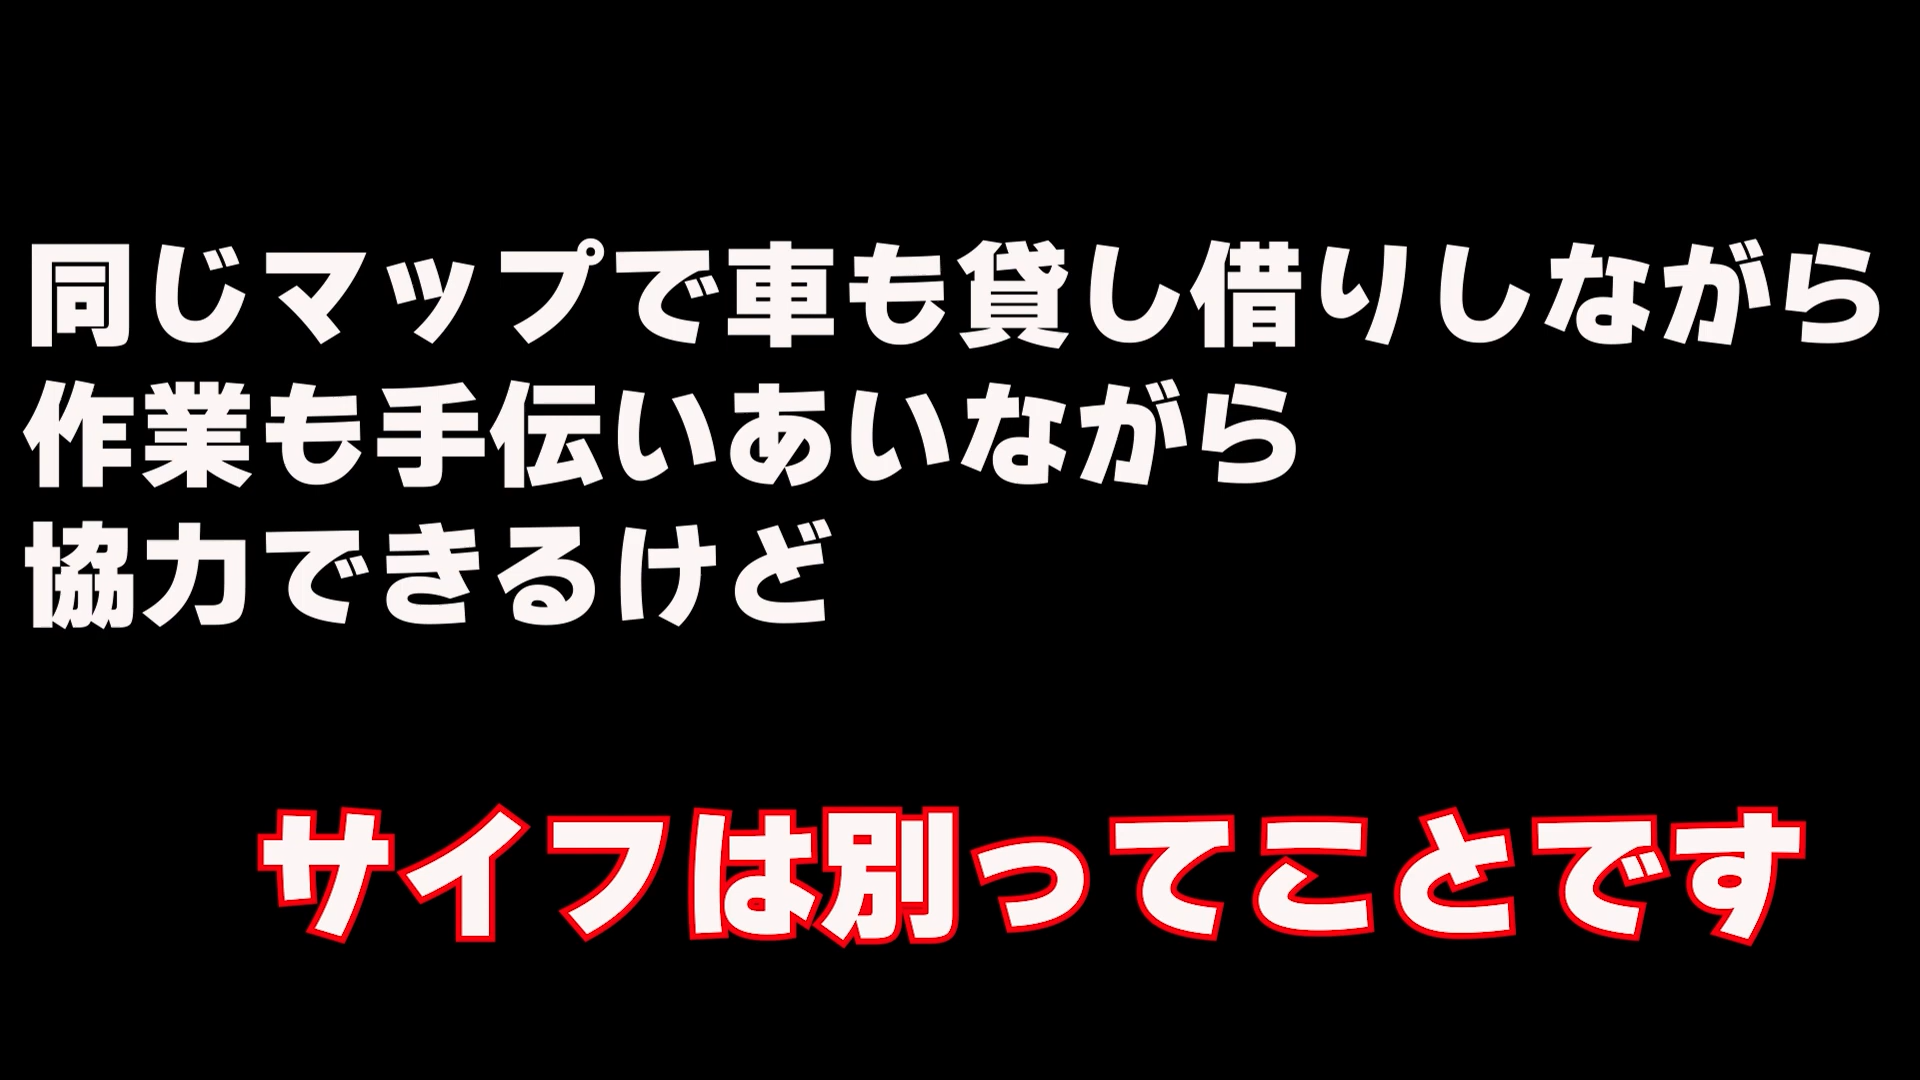 同じマップで車も貸し借りしながら
作業も手伝いあいながら
協力できるけど
サイフは別ってことです